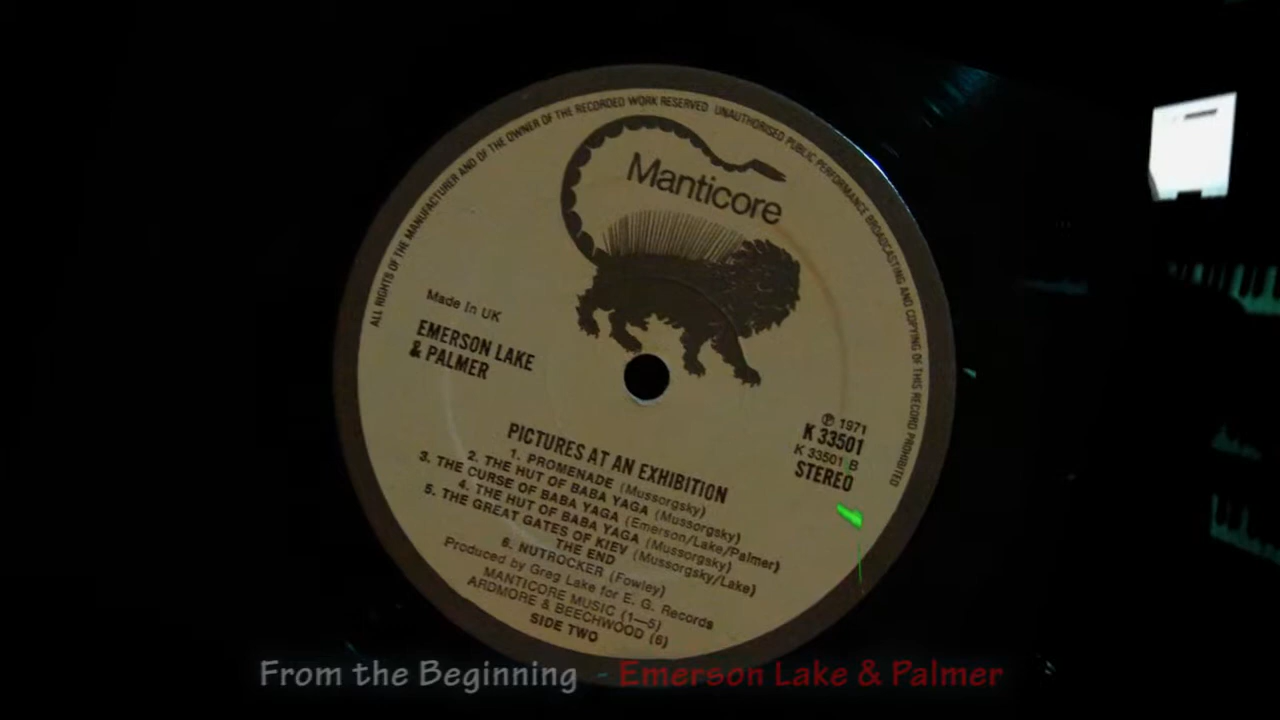 ALL RIGHTS OF THE MANUFACTURER AND OF THE OWNER OF THE RECORDED WORK RESERVED UNAUTHORISED PUBLIC PERFORMANCE BROADCASTING AND COPYING OF THIS RECORD PROHIBITED
Manticore
Made in UK
EMERSON LAKE
& PALMER
℗ 1971
K 33501
K 33501 B
STEREO
PICTURES AT AN EXHIBITION
1. PROMENADE (Mussorgsky)
2. THE HUT OF BABA YAGA (Mussorgsky)
3. THE CURSE OF BABA YAGA (Emerson/Lake/Palmer)
4. THE HUT OF BABA YAGA (Mussorgsky)
5. THE GREAT GATES OF KIEV (Mussorgsky/Lake)
THE END
6. NUTROCKER (Fowley)
Produced by Greg Lake for E. G. Records
MANTICORE MUSIC (1—5)
ARDMORE & BEECHWOOD (6)
SIDE TWO
From the Beginning - Emerson Lake & Palmer